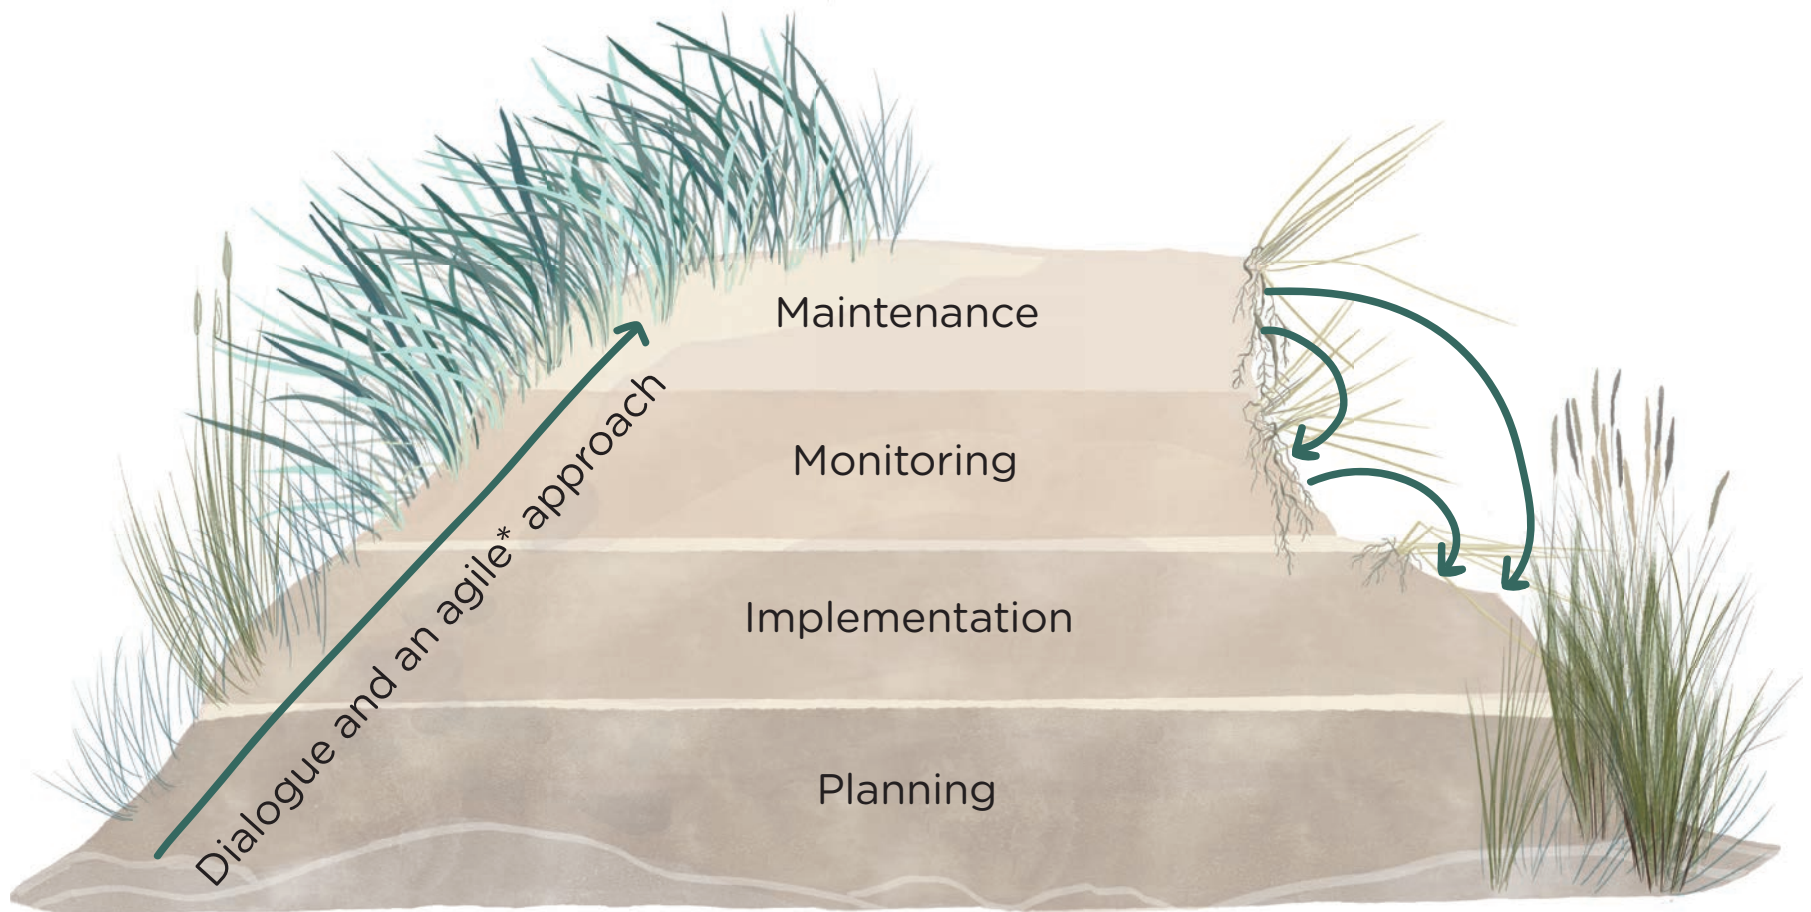 Maintenance
Monitoring
Implementation
Planning
Dialogue and an agile* approach